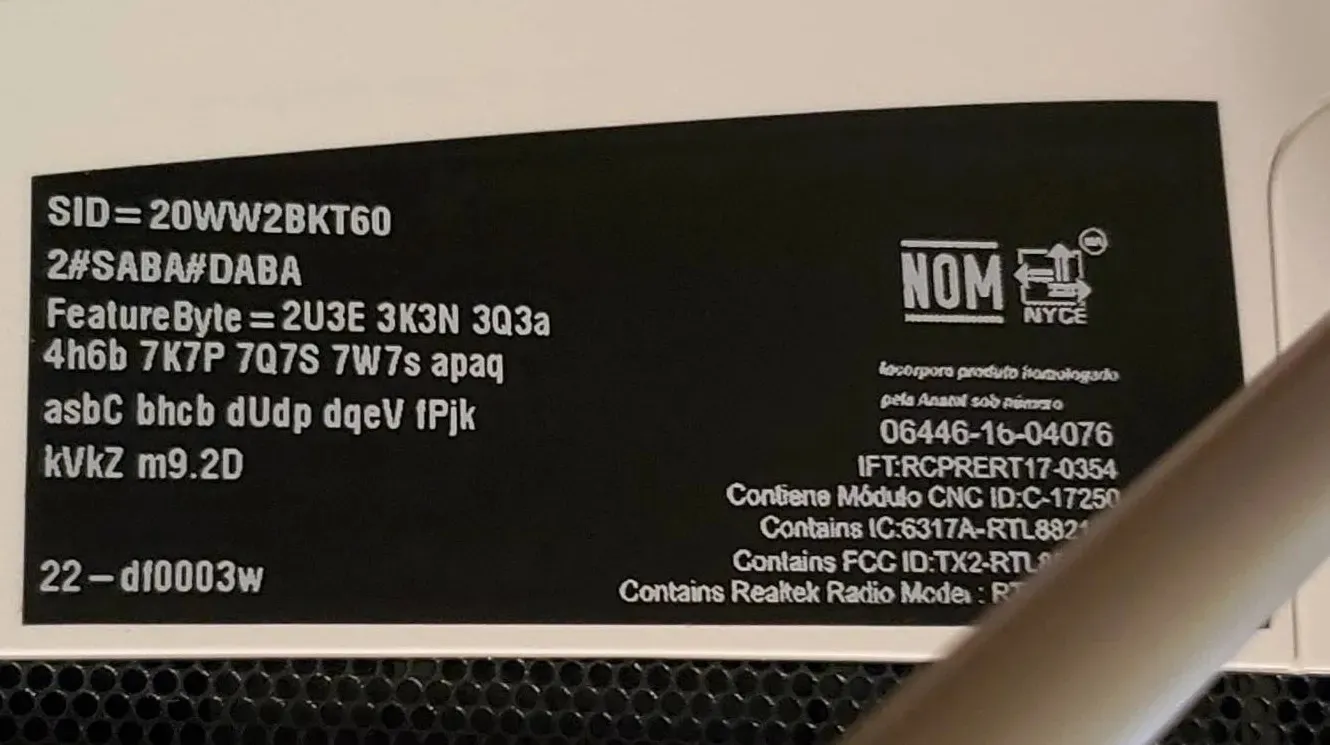 SID=20WW2BKT60
2#SABA#DABA
FeatureByte=2U3E 3K3N 3Q3a
4h6b 7K7P 7Q7S 7W7s apaq
asbC bhcb dUdp dqeV fPjk
kVkZ m9.2D
22-df0003w
NOM
NYCE
Incorpora produto homologado
pela Anatel sob número
06446-16-04076
IFT:RCPRERT17-0354
Contiene Módulo CNC ID:C-17250
Contains IC:6317A-RTL882
Contains FCC ID:TX2-RTL
Contains Realtek Radio Model : RT